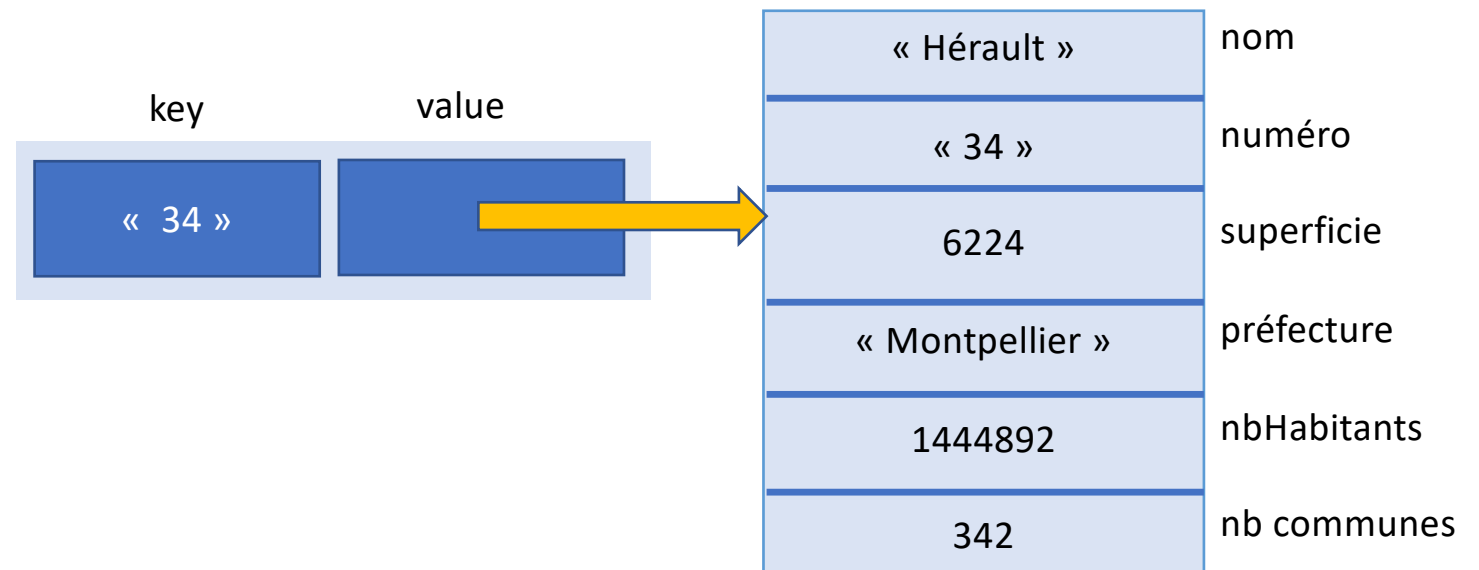 key
value
«  34 »
« Hérault »
nom
« 34 »
numéro
6224
superficie
« Montpellier »
préfecture
1444892
nbHabitants
342
nb communes